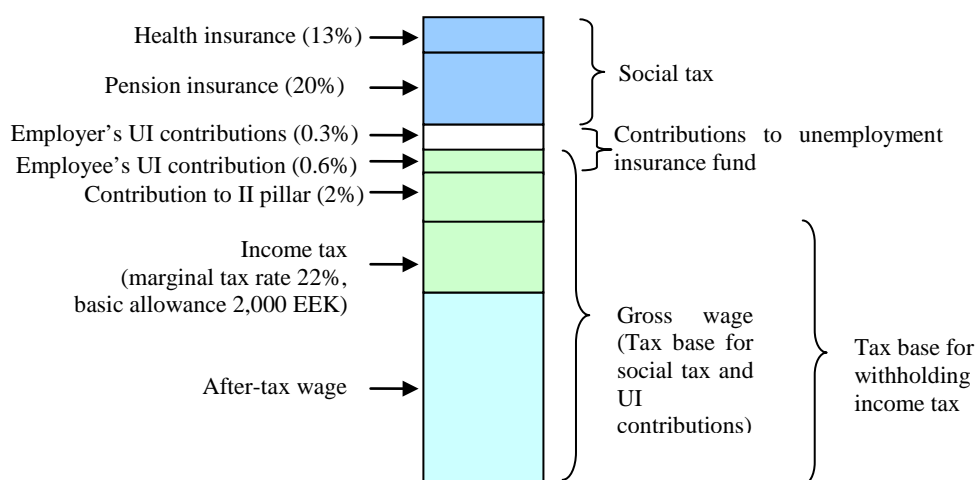 Health insurance (13%)
Pension insurance (20%)
Employer’s UI contributions (0.3%)
Employee’s UI contribution (0.6%)
Contribution to II pillar (2%)
Income tax
(marginal tax rate 22%,
basic allowance 2,000 EEK)
After-tax wage
Social tax
Contributions to unemployment
insurance fund
Gross wage
(Tax base for
social tax and
UI
contributions)
Tax base for
withholding
income tax